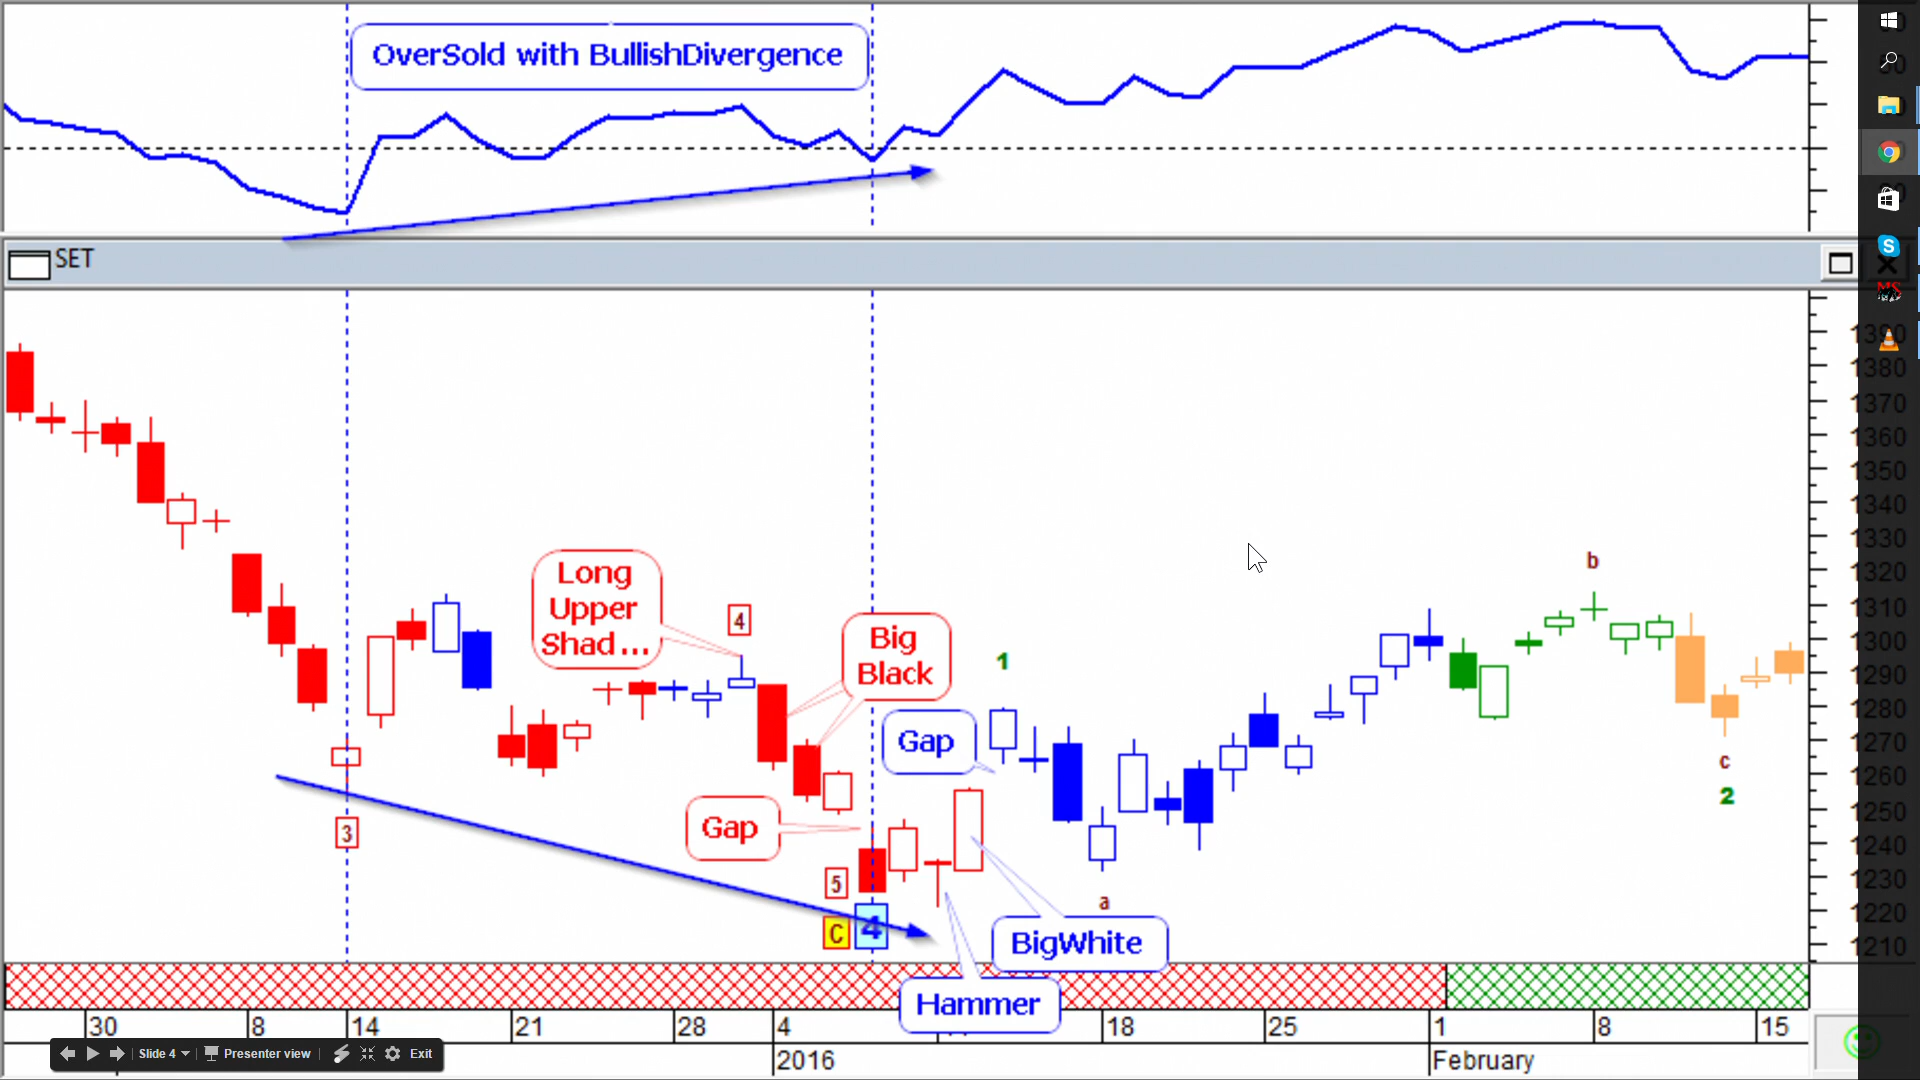 OverSold with BullishDivergence
SET
1390
1380
1370
1360
1350
1340
1330
1320
1310
1300
1290
1280
1270
1260
1250
1240
1230
1220
1210
Long
Upper
Shad...
4
Big
Black
b
1
Gap
c
2
Gap
3
5
C
4
a
BigWhite
Hammer
30
8
14
21
28
4
18
25
1
8
15
2016
February
Slide 4
Presenter view
Exit